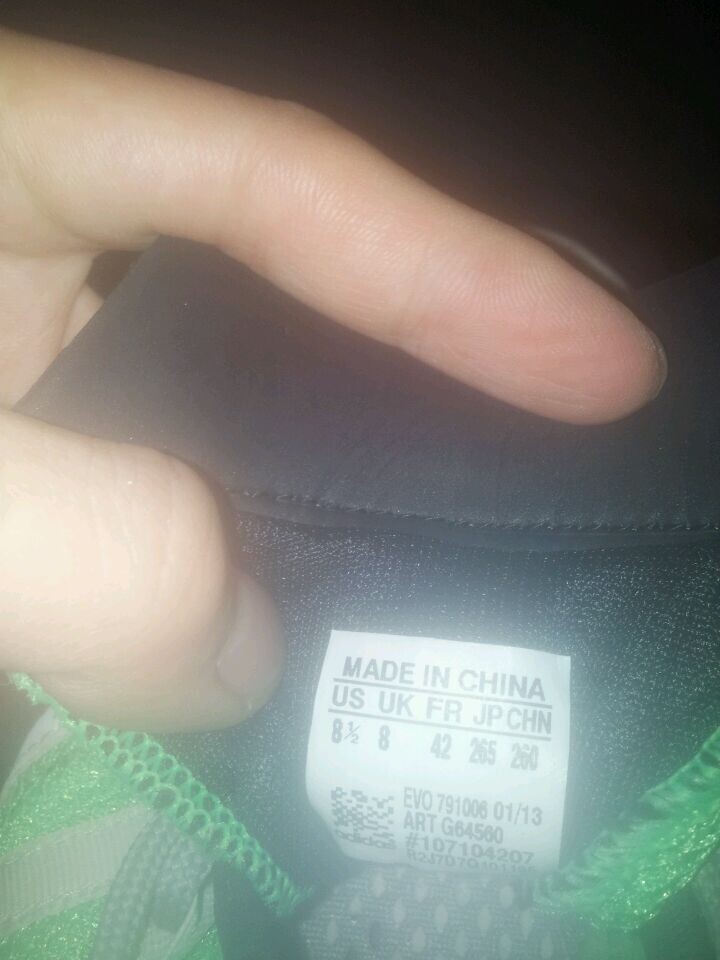 MADE IN CHINA
US UK FR JP CHN
8½ 8 42 265 260
EVO 791006 01/13
ART G64560
#107104207
adidas